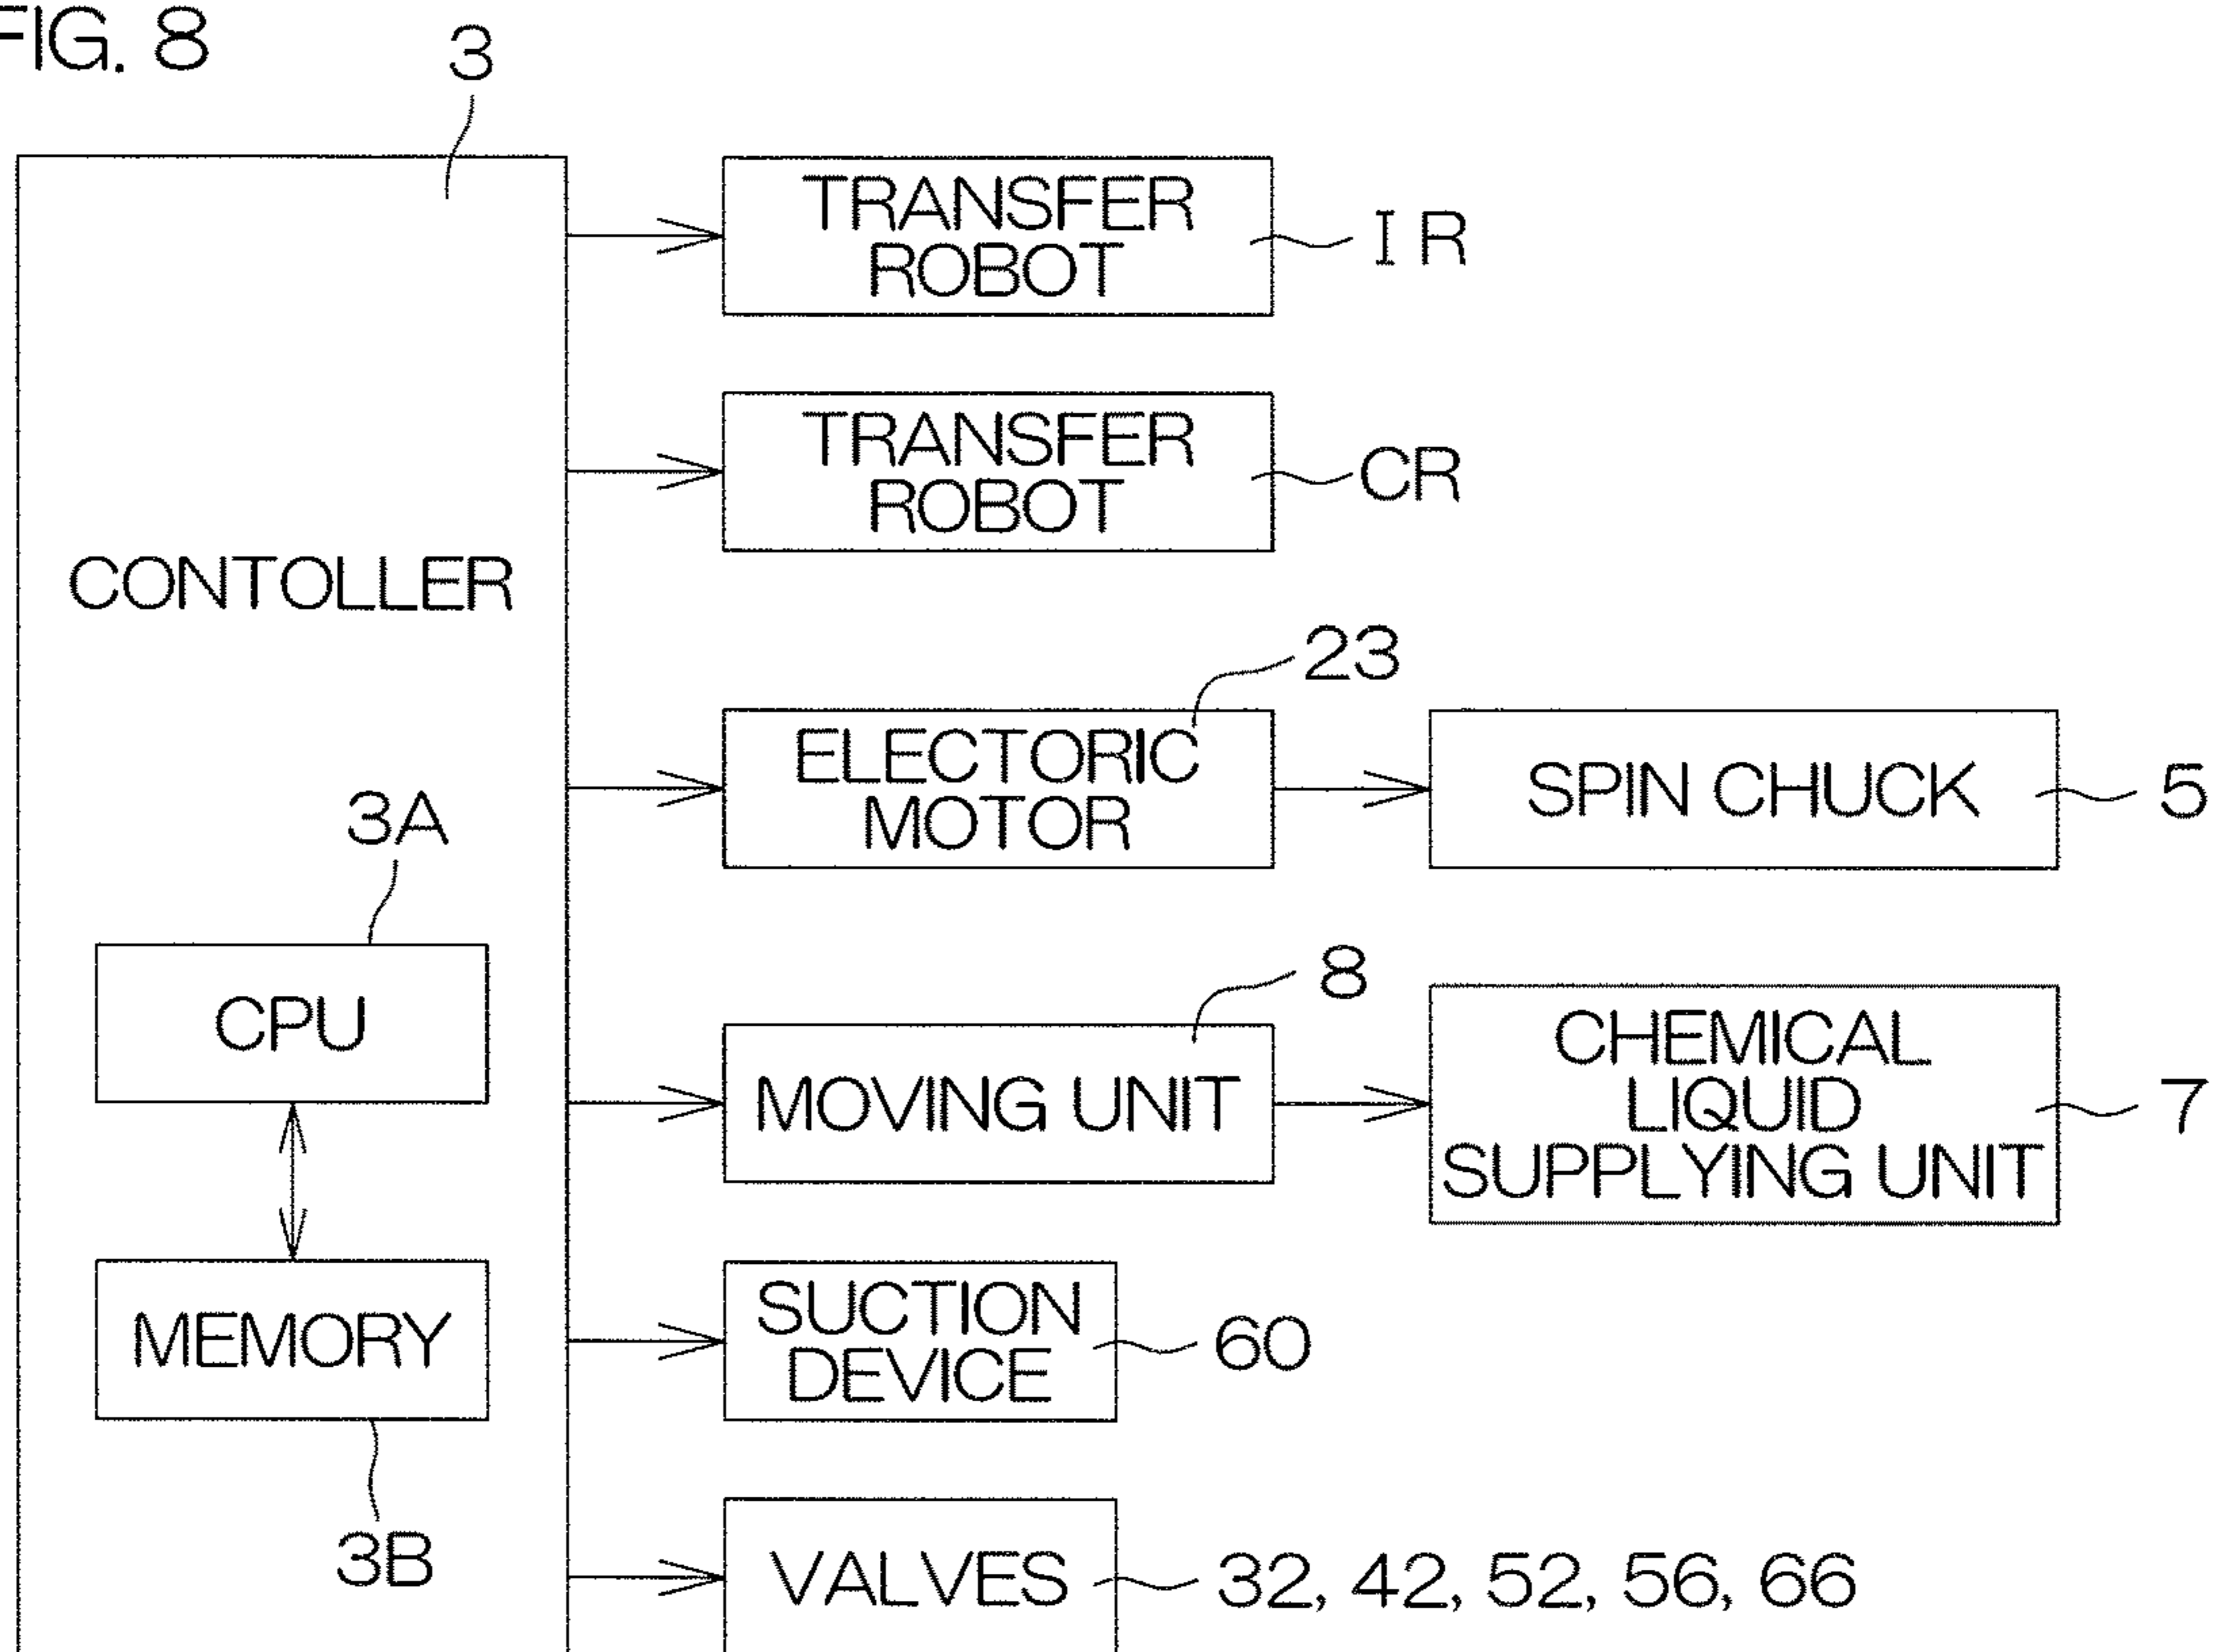 FIG. 8
3
TRANSFER
ROBOT
I R
TRANSFER
ROBOT
CR
CONTOLLER
23
ELECTORIC
MOTOR
SPIN CHUCK
5
3A
CPU
8
MOVING UNIT
CHEMICAL
LIQUID
SUPPLYING UNIT
7
MEMORY
SUCTION
DEVICE
60
3B
VALVES
32, 42, 52, 56, 66